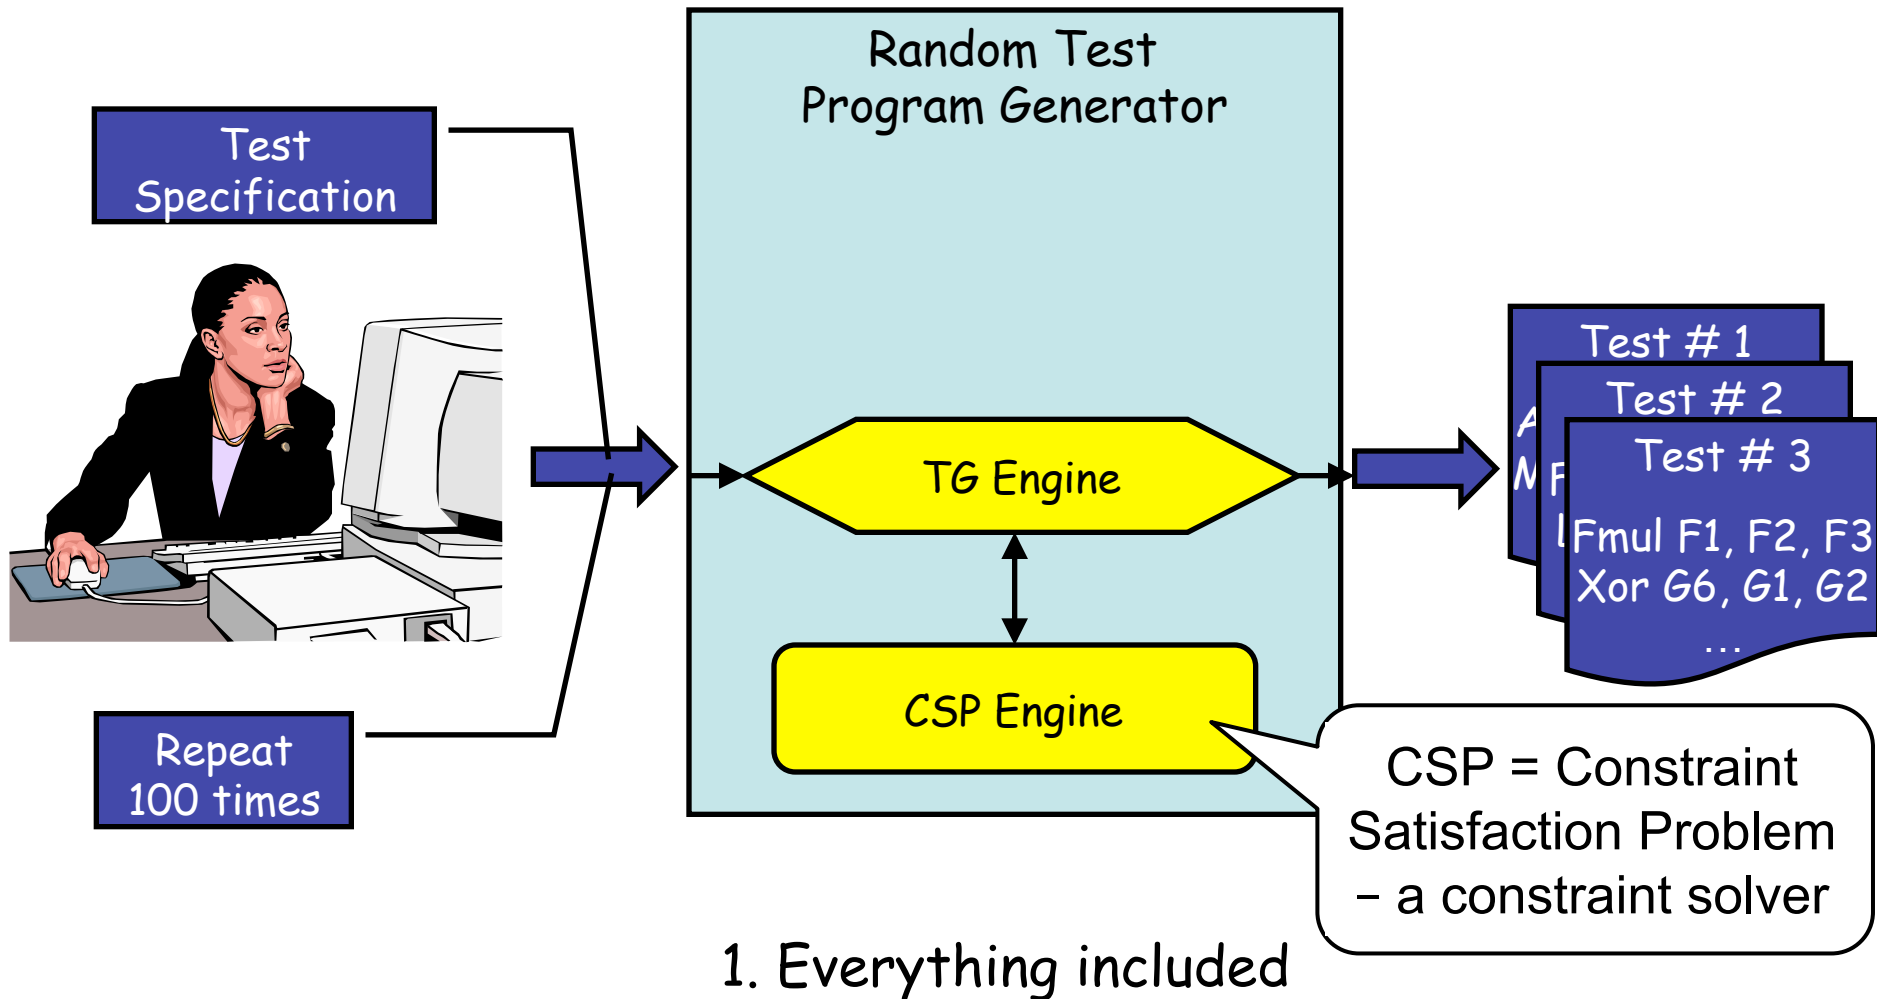 Random Test
Program Generator
Test
Specification
Test # 1
Test # 2
Test # 3
TG Engine
Fmul F1, F2, F3
Xor G6, G1, G2
...
CSP Engine
Repeat
100 times
CSP = Constraint
Satisfaction Problem
– a constraint solver
1. Everything included